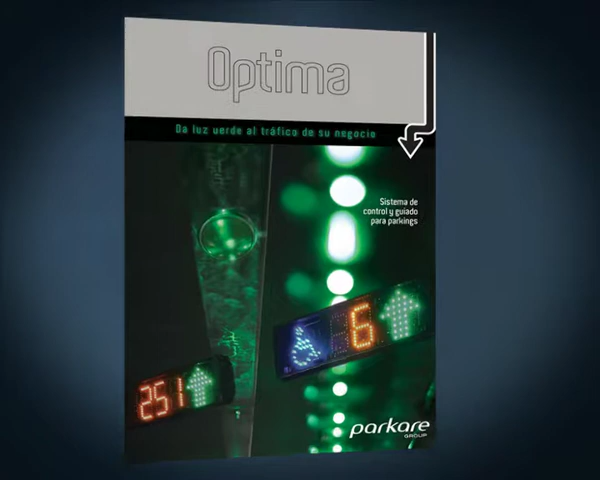 Optima
Da luz verde al tráfico de su negocio
Sistema de
control y guiado
para parkings
6
251
parkare
GROUP